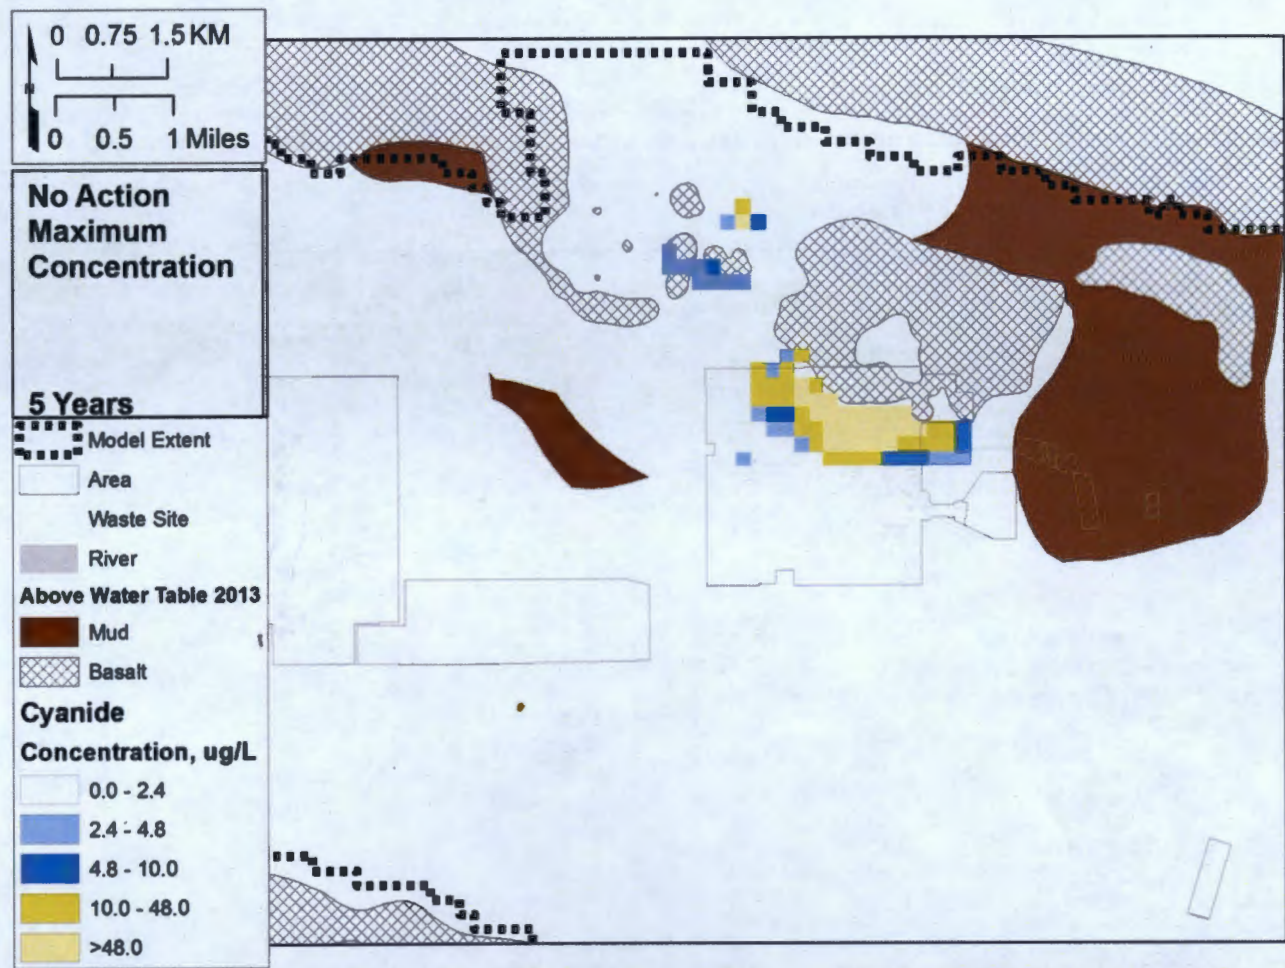 0 0.75 1.5 KM
N
0 0.5 1 Miles
No Action
Maximum
Concentration
5 Years
Model Extent
Area
Waste Site
River
Above Water Table 2013
Mud
Basalt
Cyanide
Concentration, ug/L
0.0 - 2.4
2.4 - 4.8
4.8 - 10.0
10.0 - 48.0
>48.0